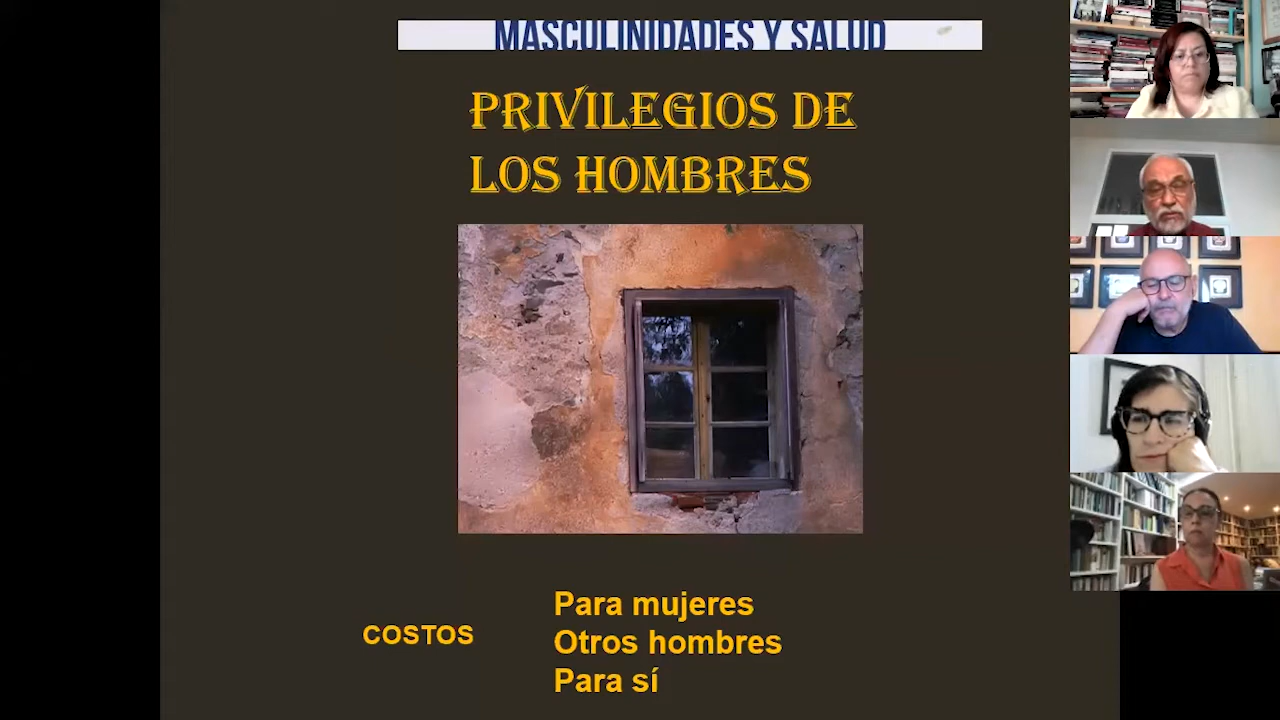 MASCULINIDADES Y SALUD
PRIVILEGIOS DE
LOS HOMBRES
COSTOS
Para mujeres
Otros hombres
Para sí